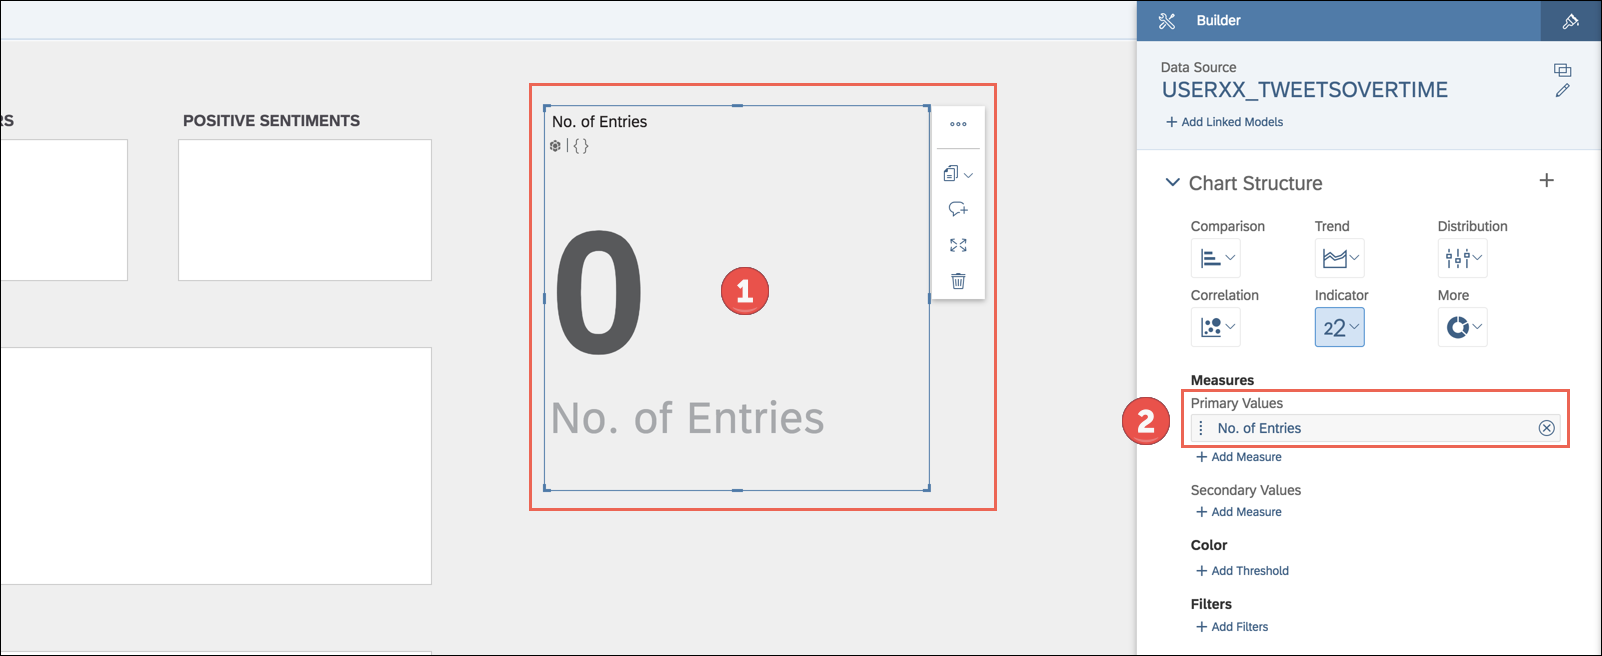 RS
POSITIVE SENTIMENTS
No. of Entries
| { }
0
No. of Entries
1
Builder
Data Source
USERXX_TWEETSOVERTIME
+ Add Linked Models
Chart Structure
+
Comparison
Trend
Distribution
Correlation
Indicator
More
22
Measures
2
Primary Values
No. of Entries
+ Add Measure
Secondary Values
+ Add Measure
Color
+ Add Threshold
Filters
+ Add Filters